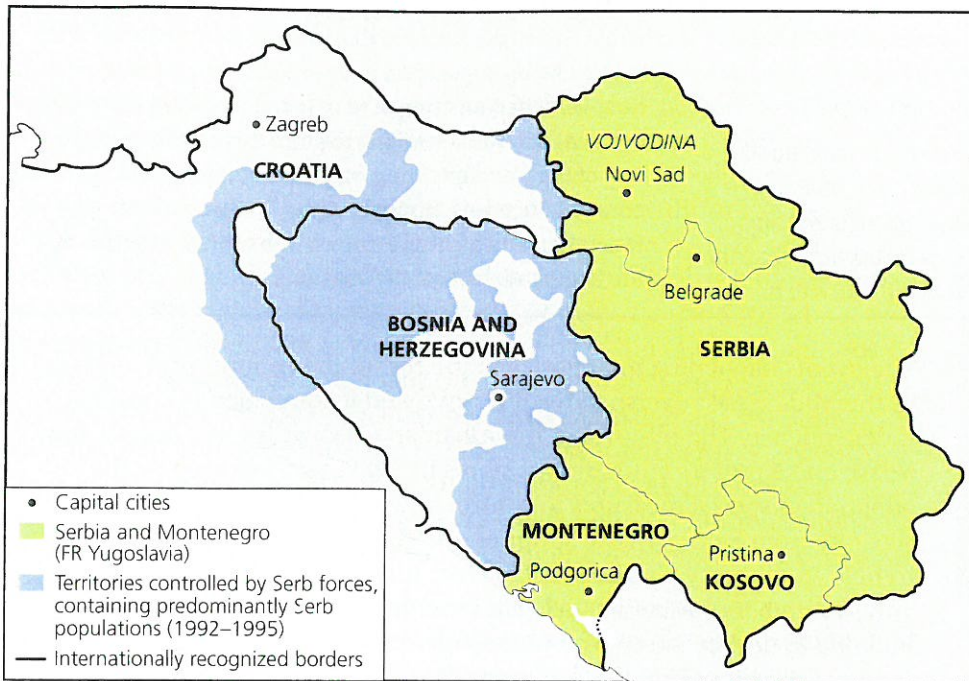 Zagreb
CROATIA
VOJVODINA
Novi Sad
Belgrade
BOSNIA AND
HERZEGOVINA
Sarajevo
SERBIA
MONTENEGRO
Podgorica
Pristina
KOSOVO
Capital cities
Serbia and Montenegro
(FR Yugoslavia)
Territories controlled by Serb forces,
containing predominantly Serb
populations (1992–1995)
Internationally recognized borders